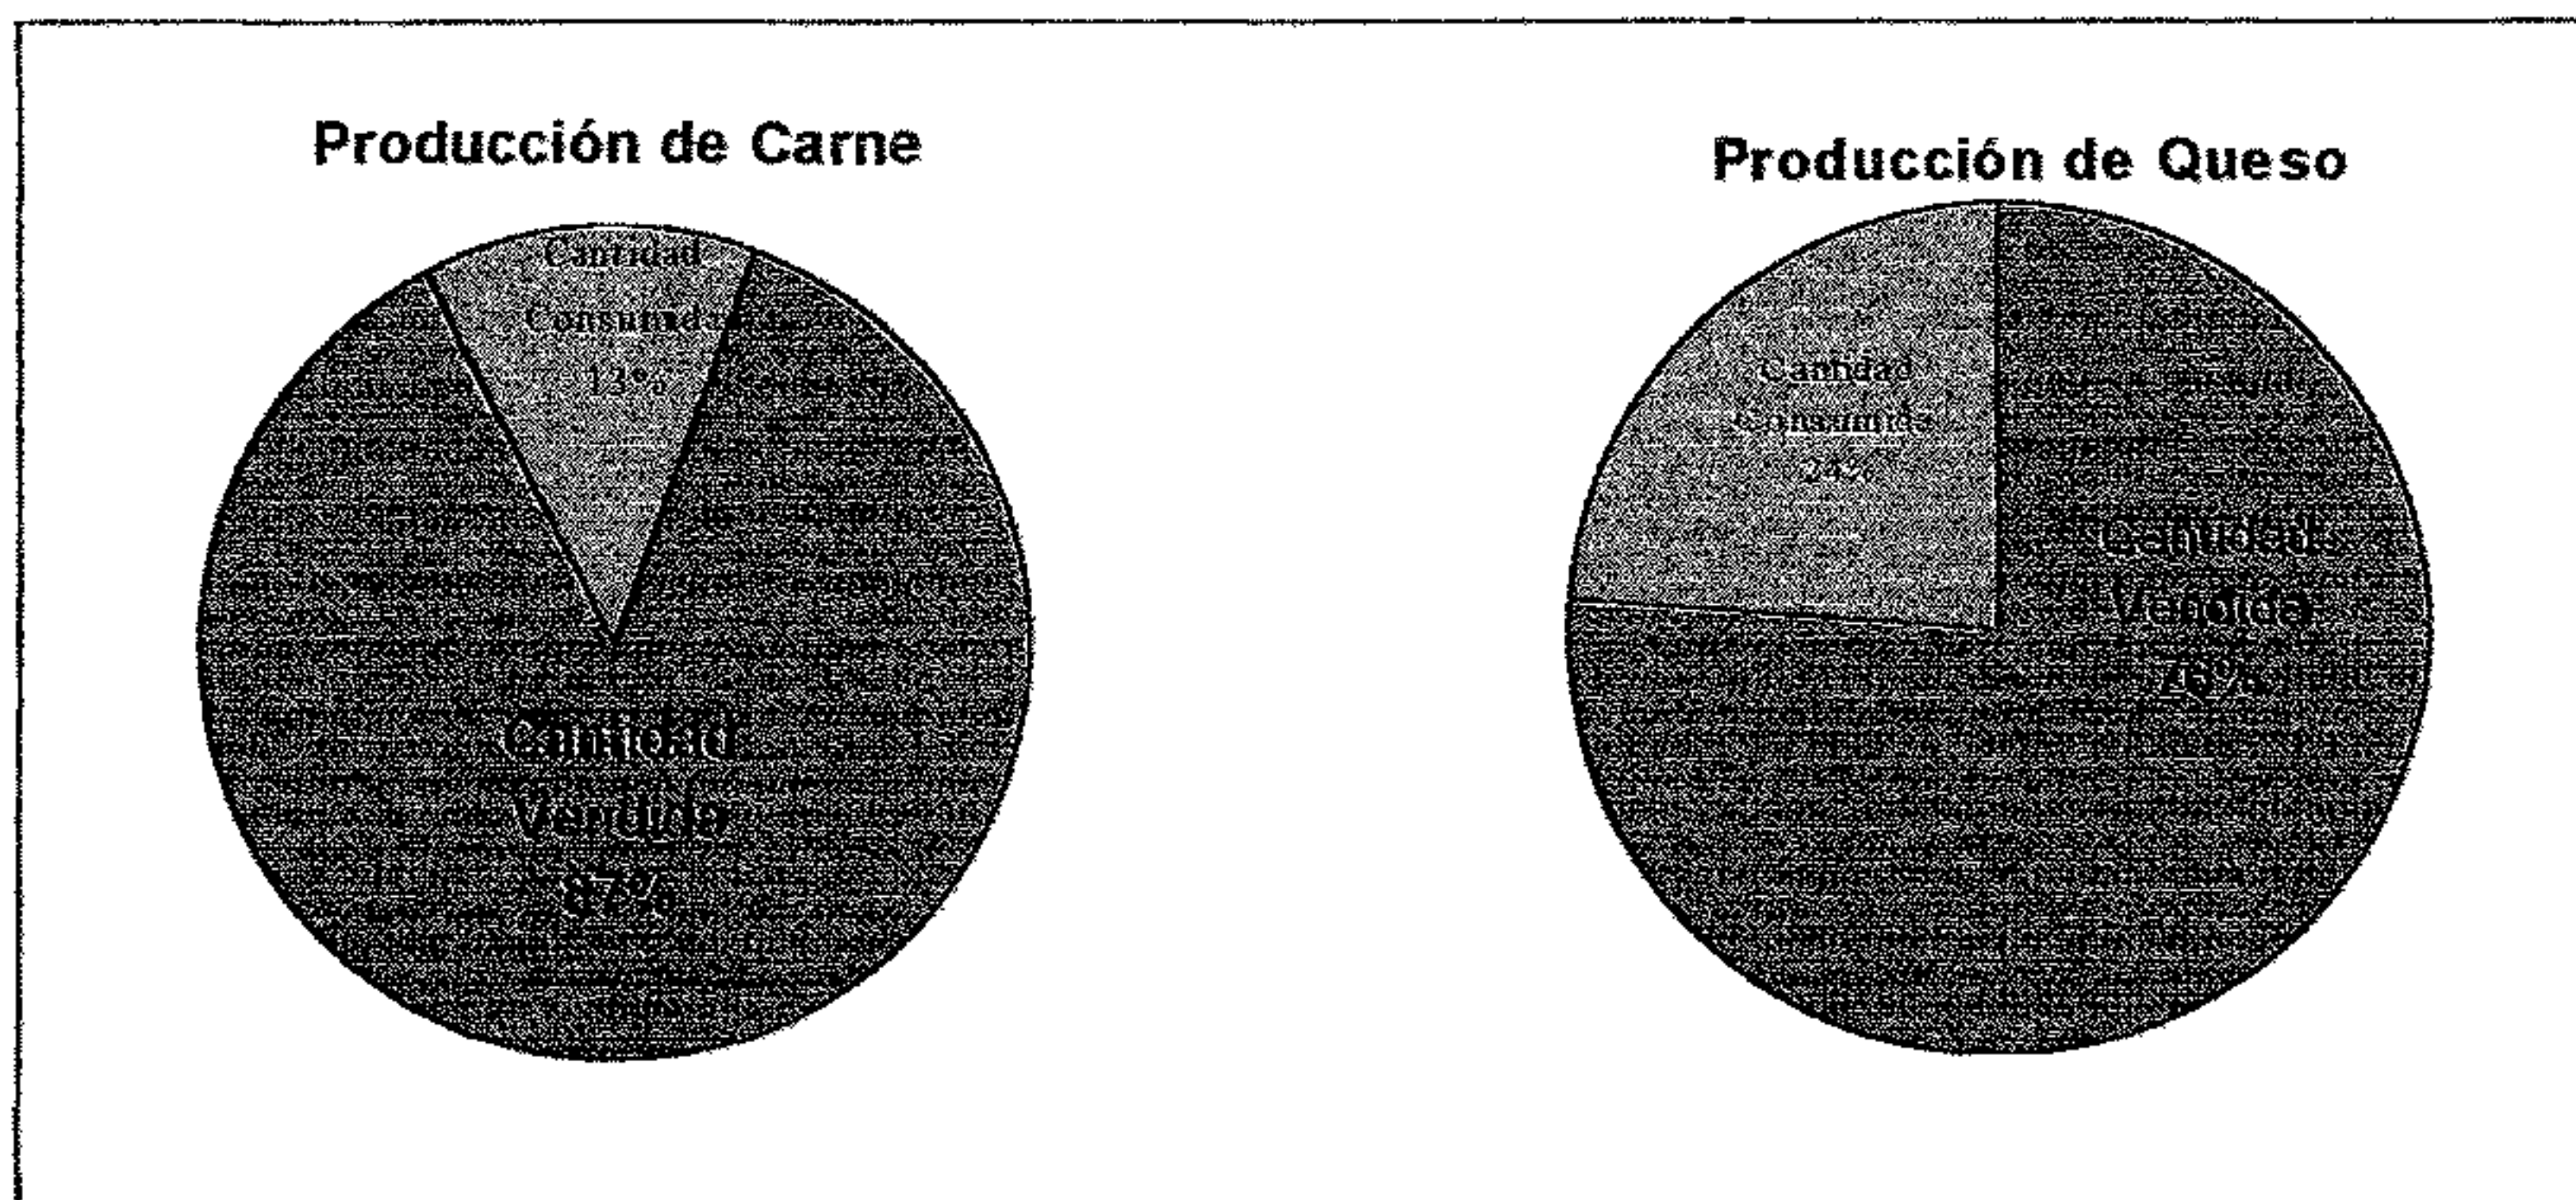 Producción de Carne
Cantidad
Consumida
13%
Cantidad
Vendida
87%
Producción de Queso
Cantidad
Consumida
24%
Cantidad
Vendida
76%